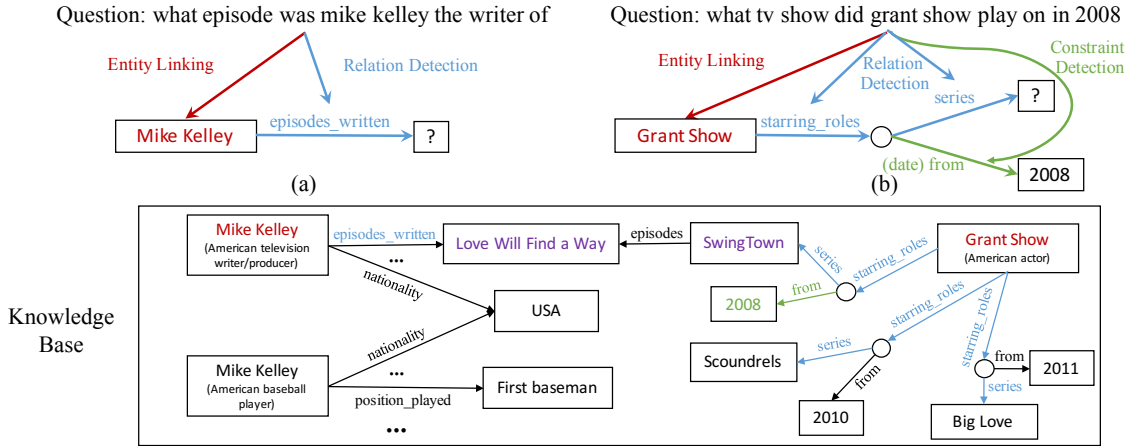 Question: what episode was mike kelley the writer of
Entity Linking
Relation Detection
Mike Kelley
episodes_written
?
(a)
Question: what tv show did grant show play on in 2008
Entity Linking
Relation
Detection
Constraint
Detection
series
?
Grant Show
starring_roles
(date) from
2008
(b)
Knowledge
Base
Mike Kelley
(American television
writer/producer)
episodes_written
...
Love Will Find a Way
episodes
SwingTown
series
starring_roles
Grant Show
(American actor)
nationality
USA
from
2008
starring_roles
starring_roles
nationality
Mike Kelley
(American baseball
player)
...
position_played
First baseman
...
Scoundrels
series
from
2010
from
2011
series
Big Love